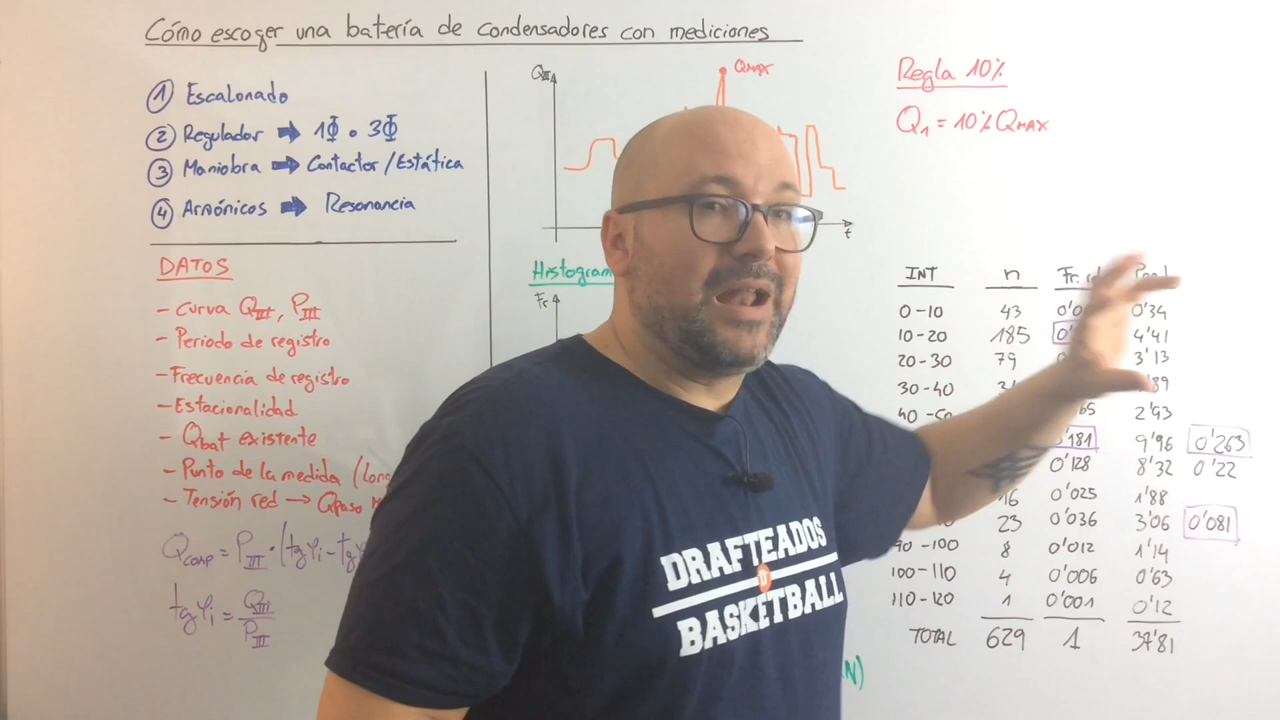 Cómo escoger una batería de condensadores con mediciones
① Escalonado
② Regulador ➡ 1Φ o 3Φ
③ Maniobra ➡ Contactor / Estática
④ Armónicos ➡ Resonancia
DATOS
- Curva QIII, PIII
- Periodo de registro
- Frecuencia de registro
- Estacionalidad
- Qbat existente
- Punto de la medida
- Tensión red → Qpaso
Qcomp = PIII · (tg φi - tg
tg φi = QIII / PIII
QIII
QMAX
t
Fr
Regla 10%
Q1 = 10% QMAX
INT n
0-10 43 0'34
10-20 185 4'41
20-30 79 3'13
30-40
40-50 2'93
0'181 9'96 0'263
0'128 8'32 0'22
16 0'025 1'88
23 0'036 3'06 0'081
90-100 8 0'012 1'14
100-110 4 0'006 0'63
110-120 1 0'001 0'12
TOTAL 629 1 37'81
DRAFTEADOS
BASKETBALL